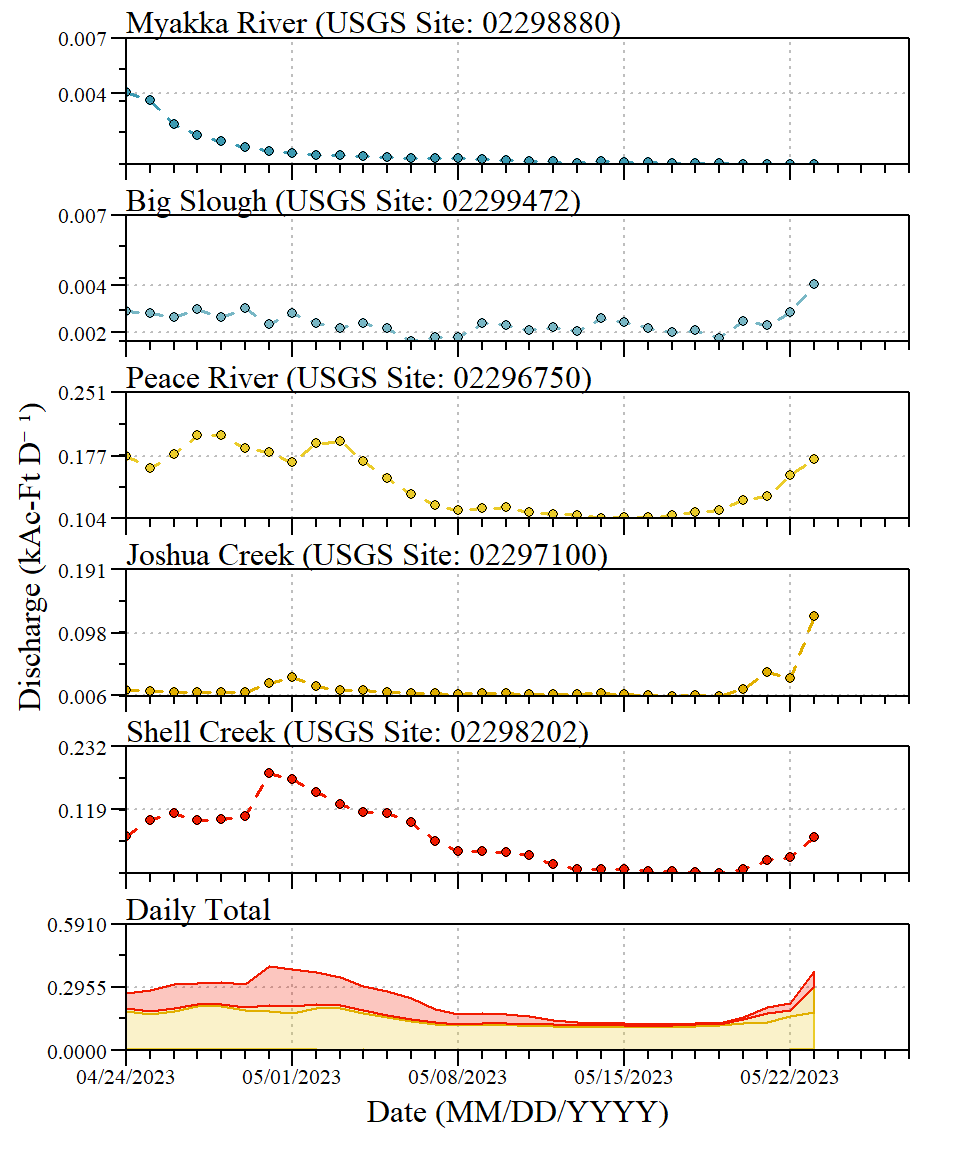 Myakka River (USGS Site: 02298880)
0.007
0.004
Big Slough (USGS Site: 02299472)
0.007
0.004
0.002
Peace River (USGS Site: 02296750)
0.251
0.177
0.104
Joshua Creek (USGS Site: 02297100)
0.191
0.098
0.006
Shell Creek (USGS Site: 02298202)
0.232
0.119
Daily Total
0.5910
0.2955
0.0000
Discharge (kAc-Ft D⁻¹)
04/24/2023 05/01/2023 05/08/2023 05/15/2023 05/22/2023
Date (MM/DD/YYYY)